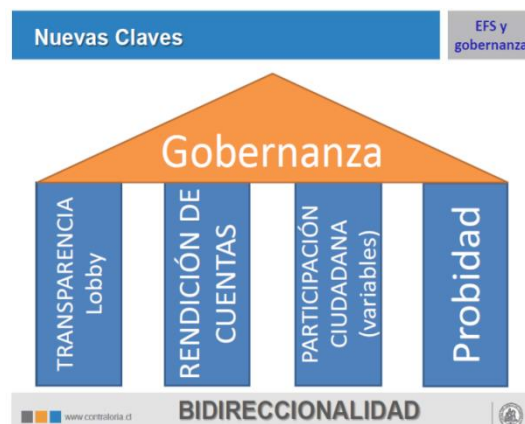 Nuevas Claves
EFS y
gobernanza
Gobernanza
TRANSPARENCIA
Lobby
RENDICIÓN DE
CUENTAS
PARTICIPACIÓN
CIUDADANA
(variables)
Probidad
www.contraloria.cl
BIDIRECCIONALIDAD